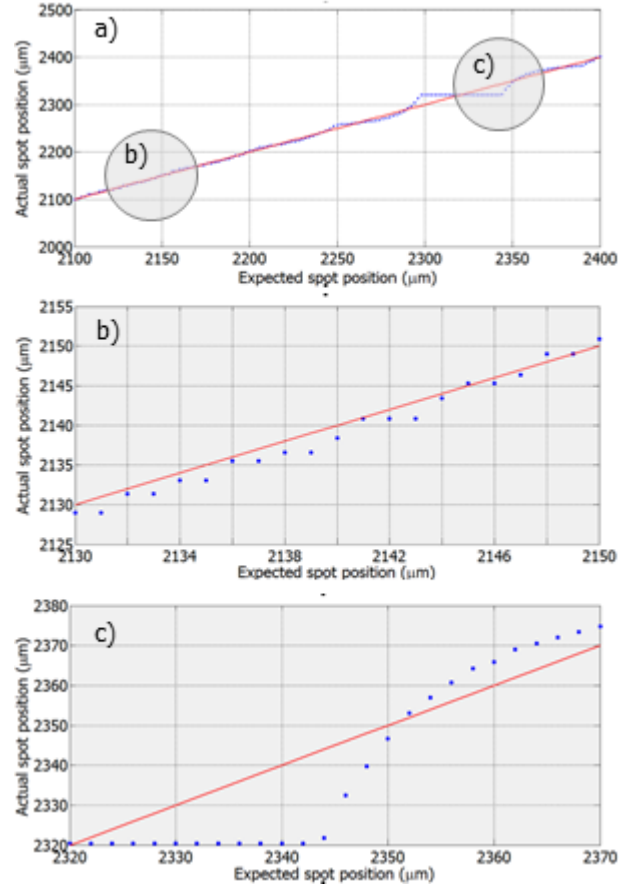 a)
2500
2400
2300
2200
2100
2000
Actual spot position (μm)
b)
c)
2100 2150 2200 2250 2300 2350 2400
Expected spot position (μm)
b)
2155
2150
2145
2140
2135
2130
2125
Actual spot position (μm)
2130 2134 2138 2142 2146 2150
Expected spot position (μm)
c)
2380
2370
2360
2350
2340
2330
2320
Actual spot position (μm)
2320 2330 2340 2350 2360 2370
Expected spot position (μm)